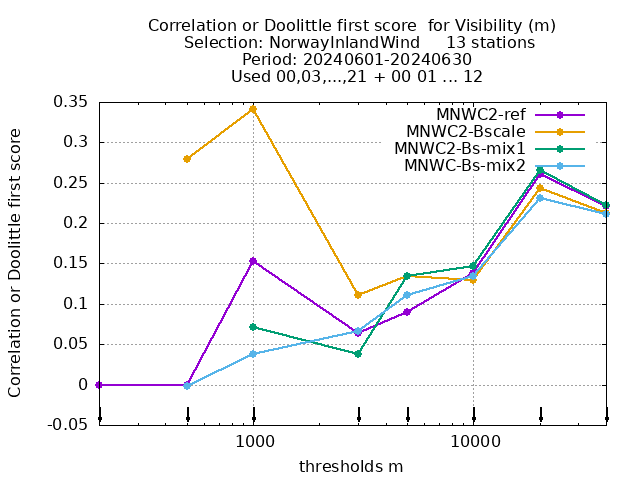 Correlation or Doolittle first score  for Visibility (m)
Selection: NorwayInlandWind     13 stations
Period: 20240601-20240630
Used 00,03,...,21 + 00 01 ... 12
Correlation or Doolittle first score
0.35
0.3
0.25
0.2
0.15
0.1
0.05
0
-0.05
MNWC2-ref
MNWC2-Bscale
MNWC2-Bs-mix1
MNWC-Bs-mix2
1000 10000
thresholds m